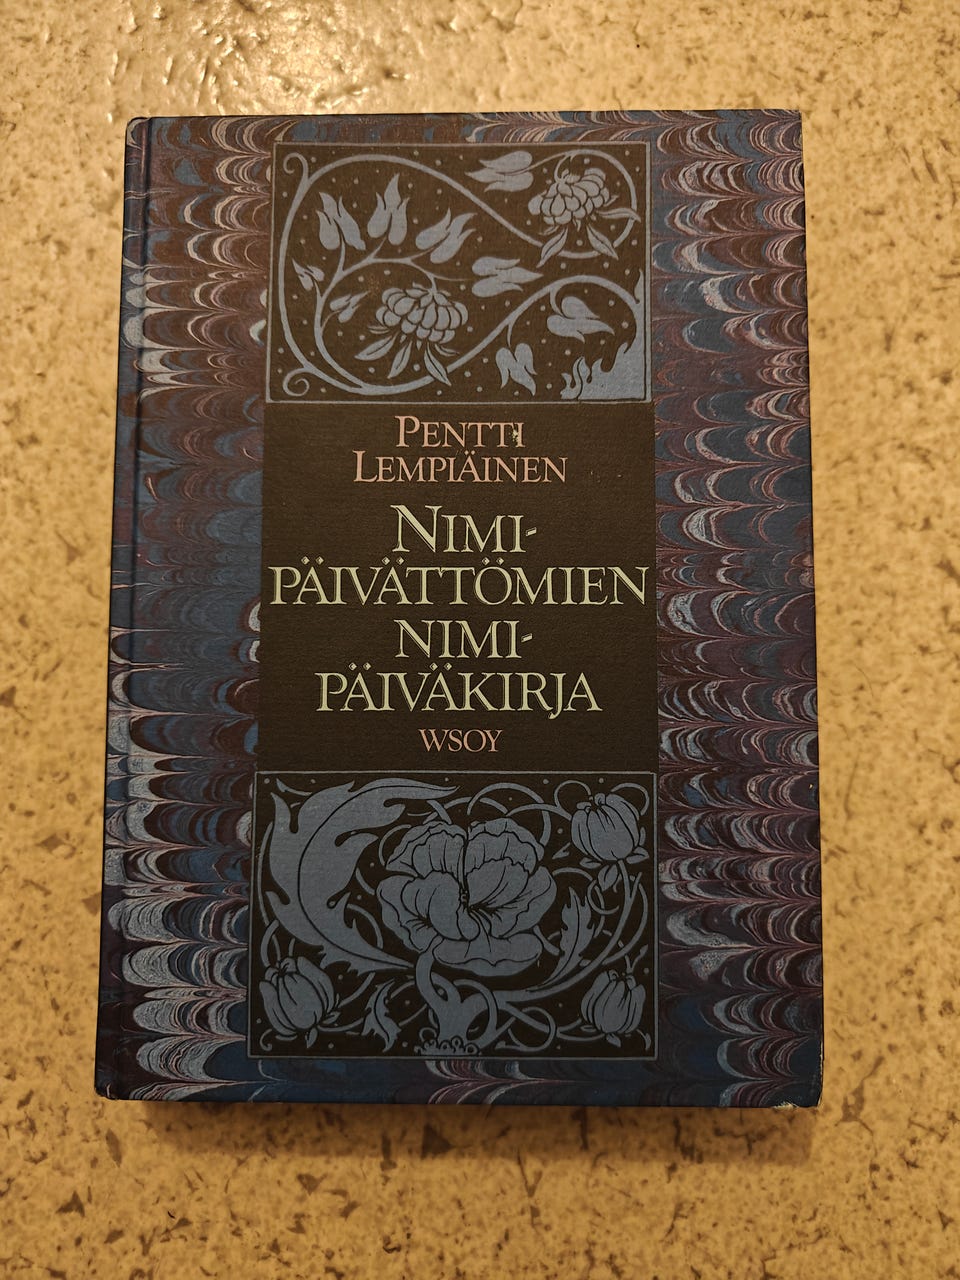 PENTTI
LEMPIÄINEN
NIMI-
PÄIVÄTTÖMIEN
NIMI-
PÄIVÄKIRJA
WSOY